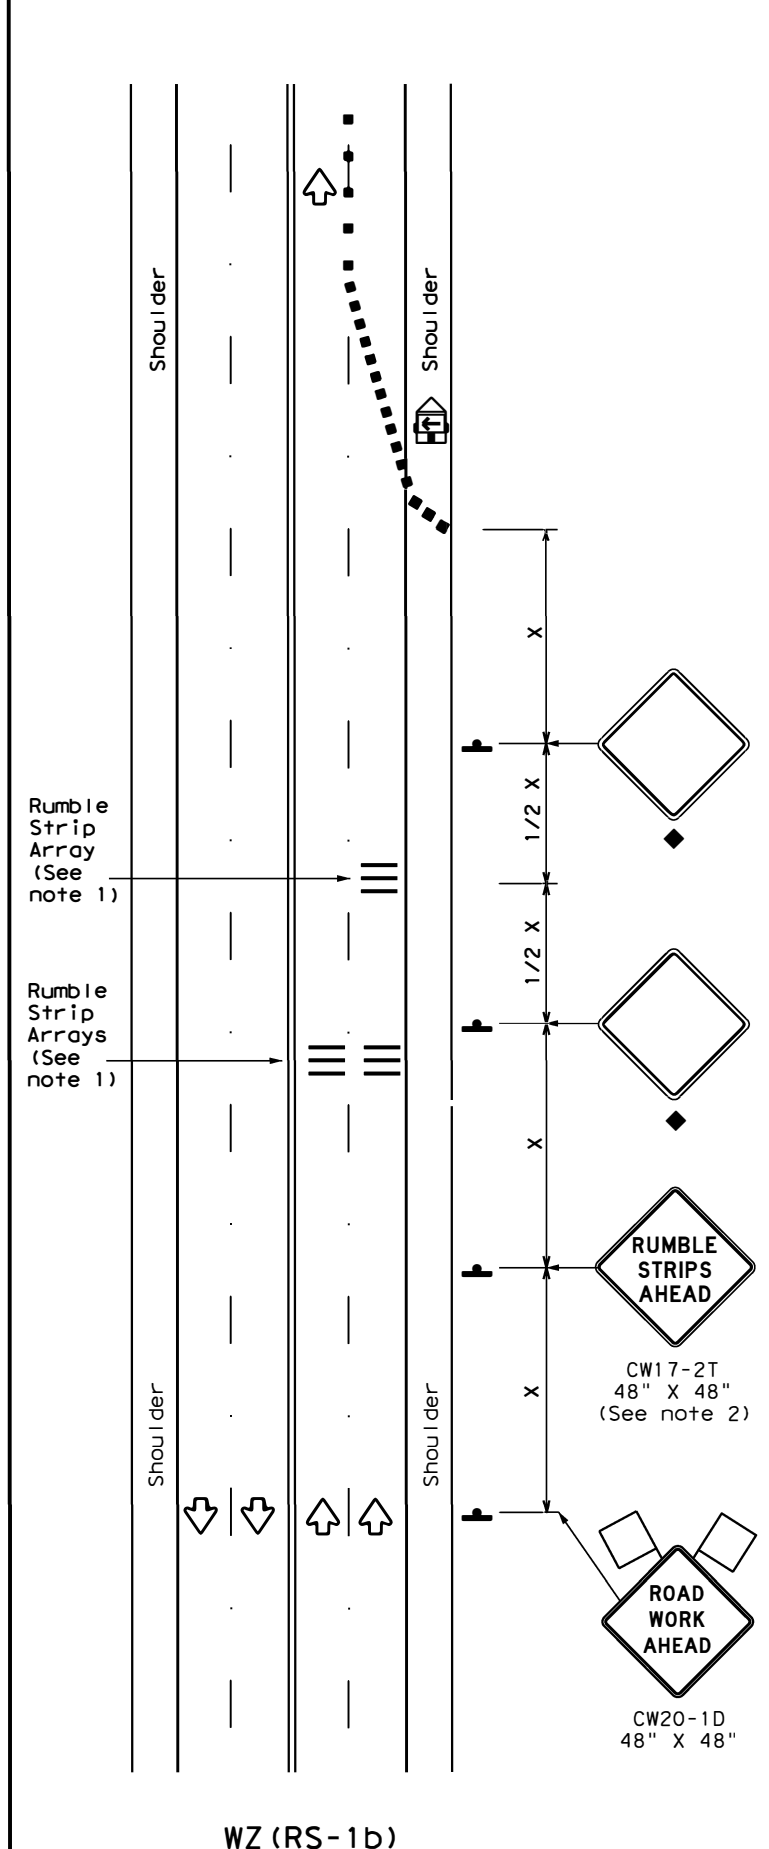 Shoulder
Shoulder
X
1/2 X
Rumble
Strip
Array
(See
note 1)
1/2 X
Rumble
Strip
Arrays
(See
note 1)
X
RUMBLE
STRIPS
AHEAD
CW17-2T
48" X 48"
(See note 2)
X
Shoulder
Shoulder
ROAD
WORK
AHEAD
CW20-1D
48" X 48"
WZ(RS-1b)